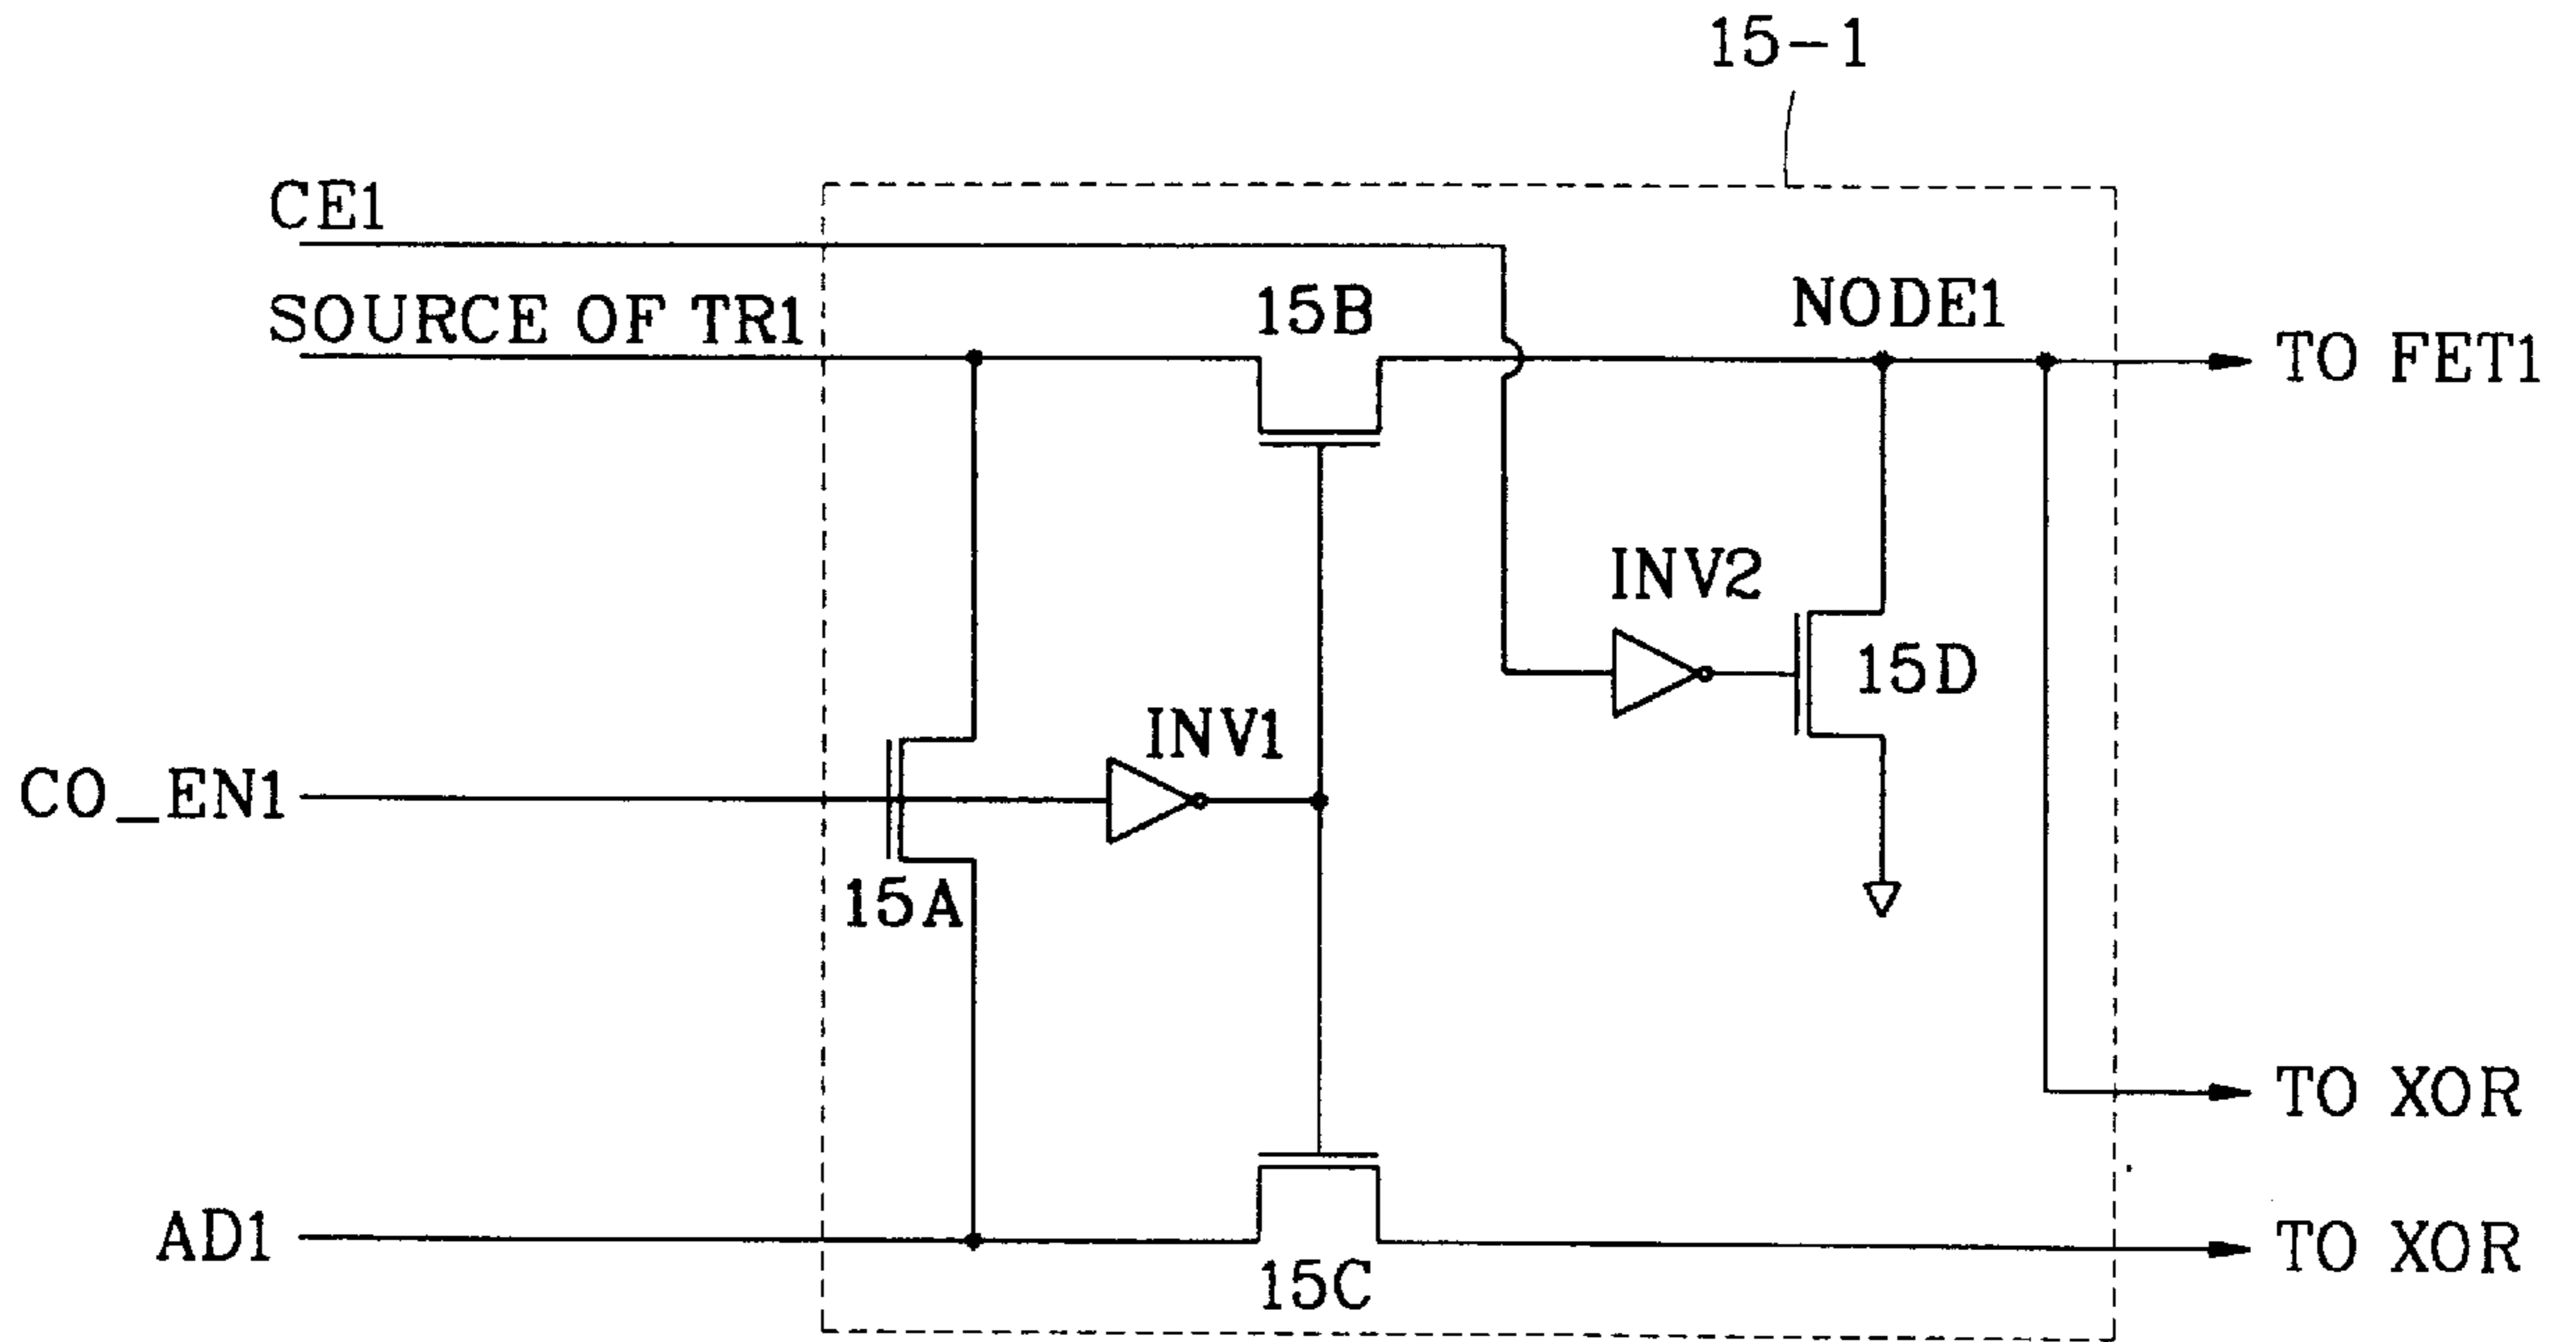 15-1
CE1
SOURCE OF TR1
15B
NODE1
TO FET1
INV2
15D
INV1
CO_EN1
15A
TO XOR
AD1
TO XOR
15C